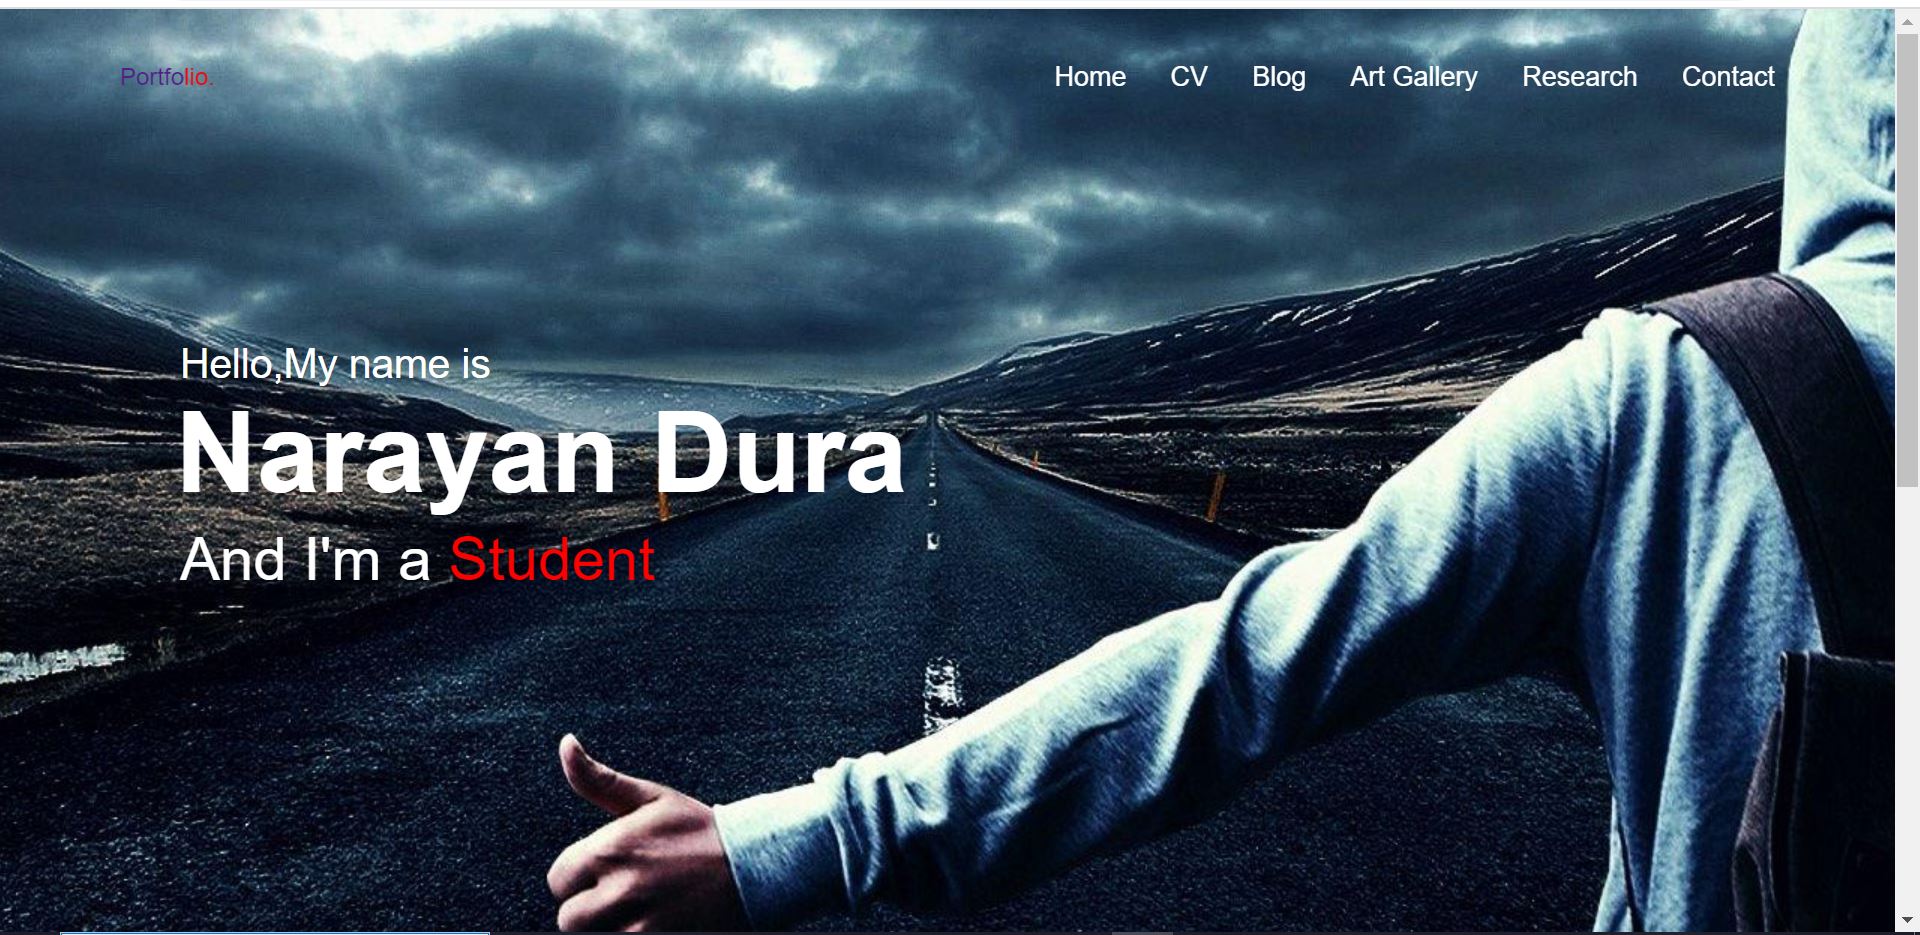 Portfolio.
Home CV Blog Art Gallery Research Contact
Hello,My name is
Narayan Dura
And I'm a Student